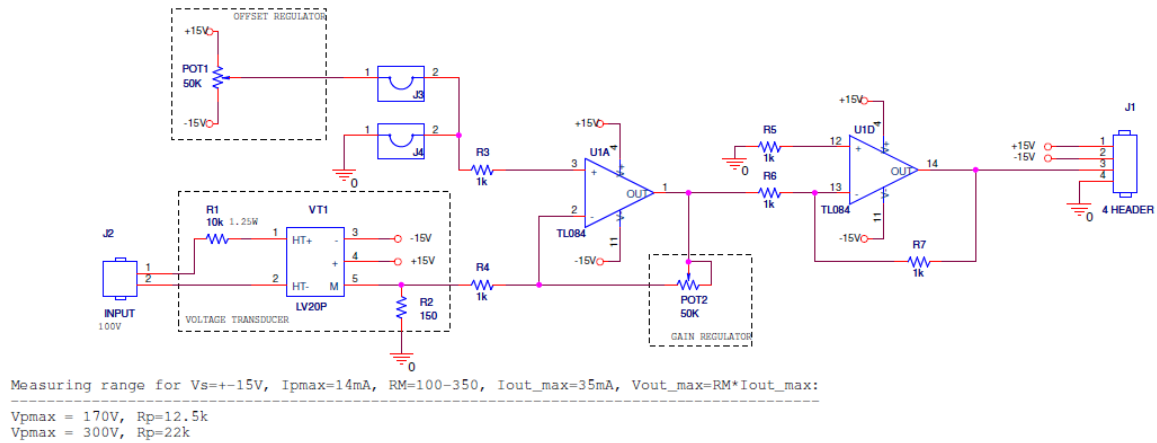 OFFSET REGULATOR
+15V
POT1
50K
-15V
1
2
J3
1
2
J4
0
R3
1k
+15V
4
U1A
3
+
V+
OUT
1
2
-
V-
TL084
11
-15V
R5
1k
0
R6
1k
+15V
4
U1D
12
+
V+
OUT
14
13
-
V-
TL084
11
-15V
R7
1k
J1
+15V
-15V
1
2
3
4
0
4 HEADER
R1
10k 1.25W
VT1
J2
1
2
INPUT
100V
1
HT+
-
3
-15V
+
4
+15V
2
HT-
M
5
LV20P
R2
150
0
VOLTAGE TRANSDUCER
R4
1k
POT2
50K
GAIN REGULATOR
Measuring range for Vs=+-15V, Ipmax=14mA, RM=100-350, Iout_max=35mA, Vout_max=RM*Iout_max:
Vpmax = 170V, Rp=12.5k
Vpmax = 300V, Rp=22k